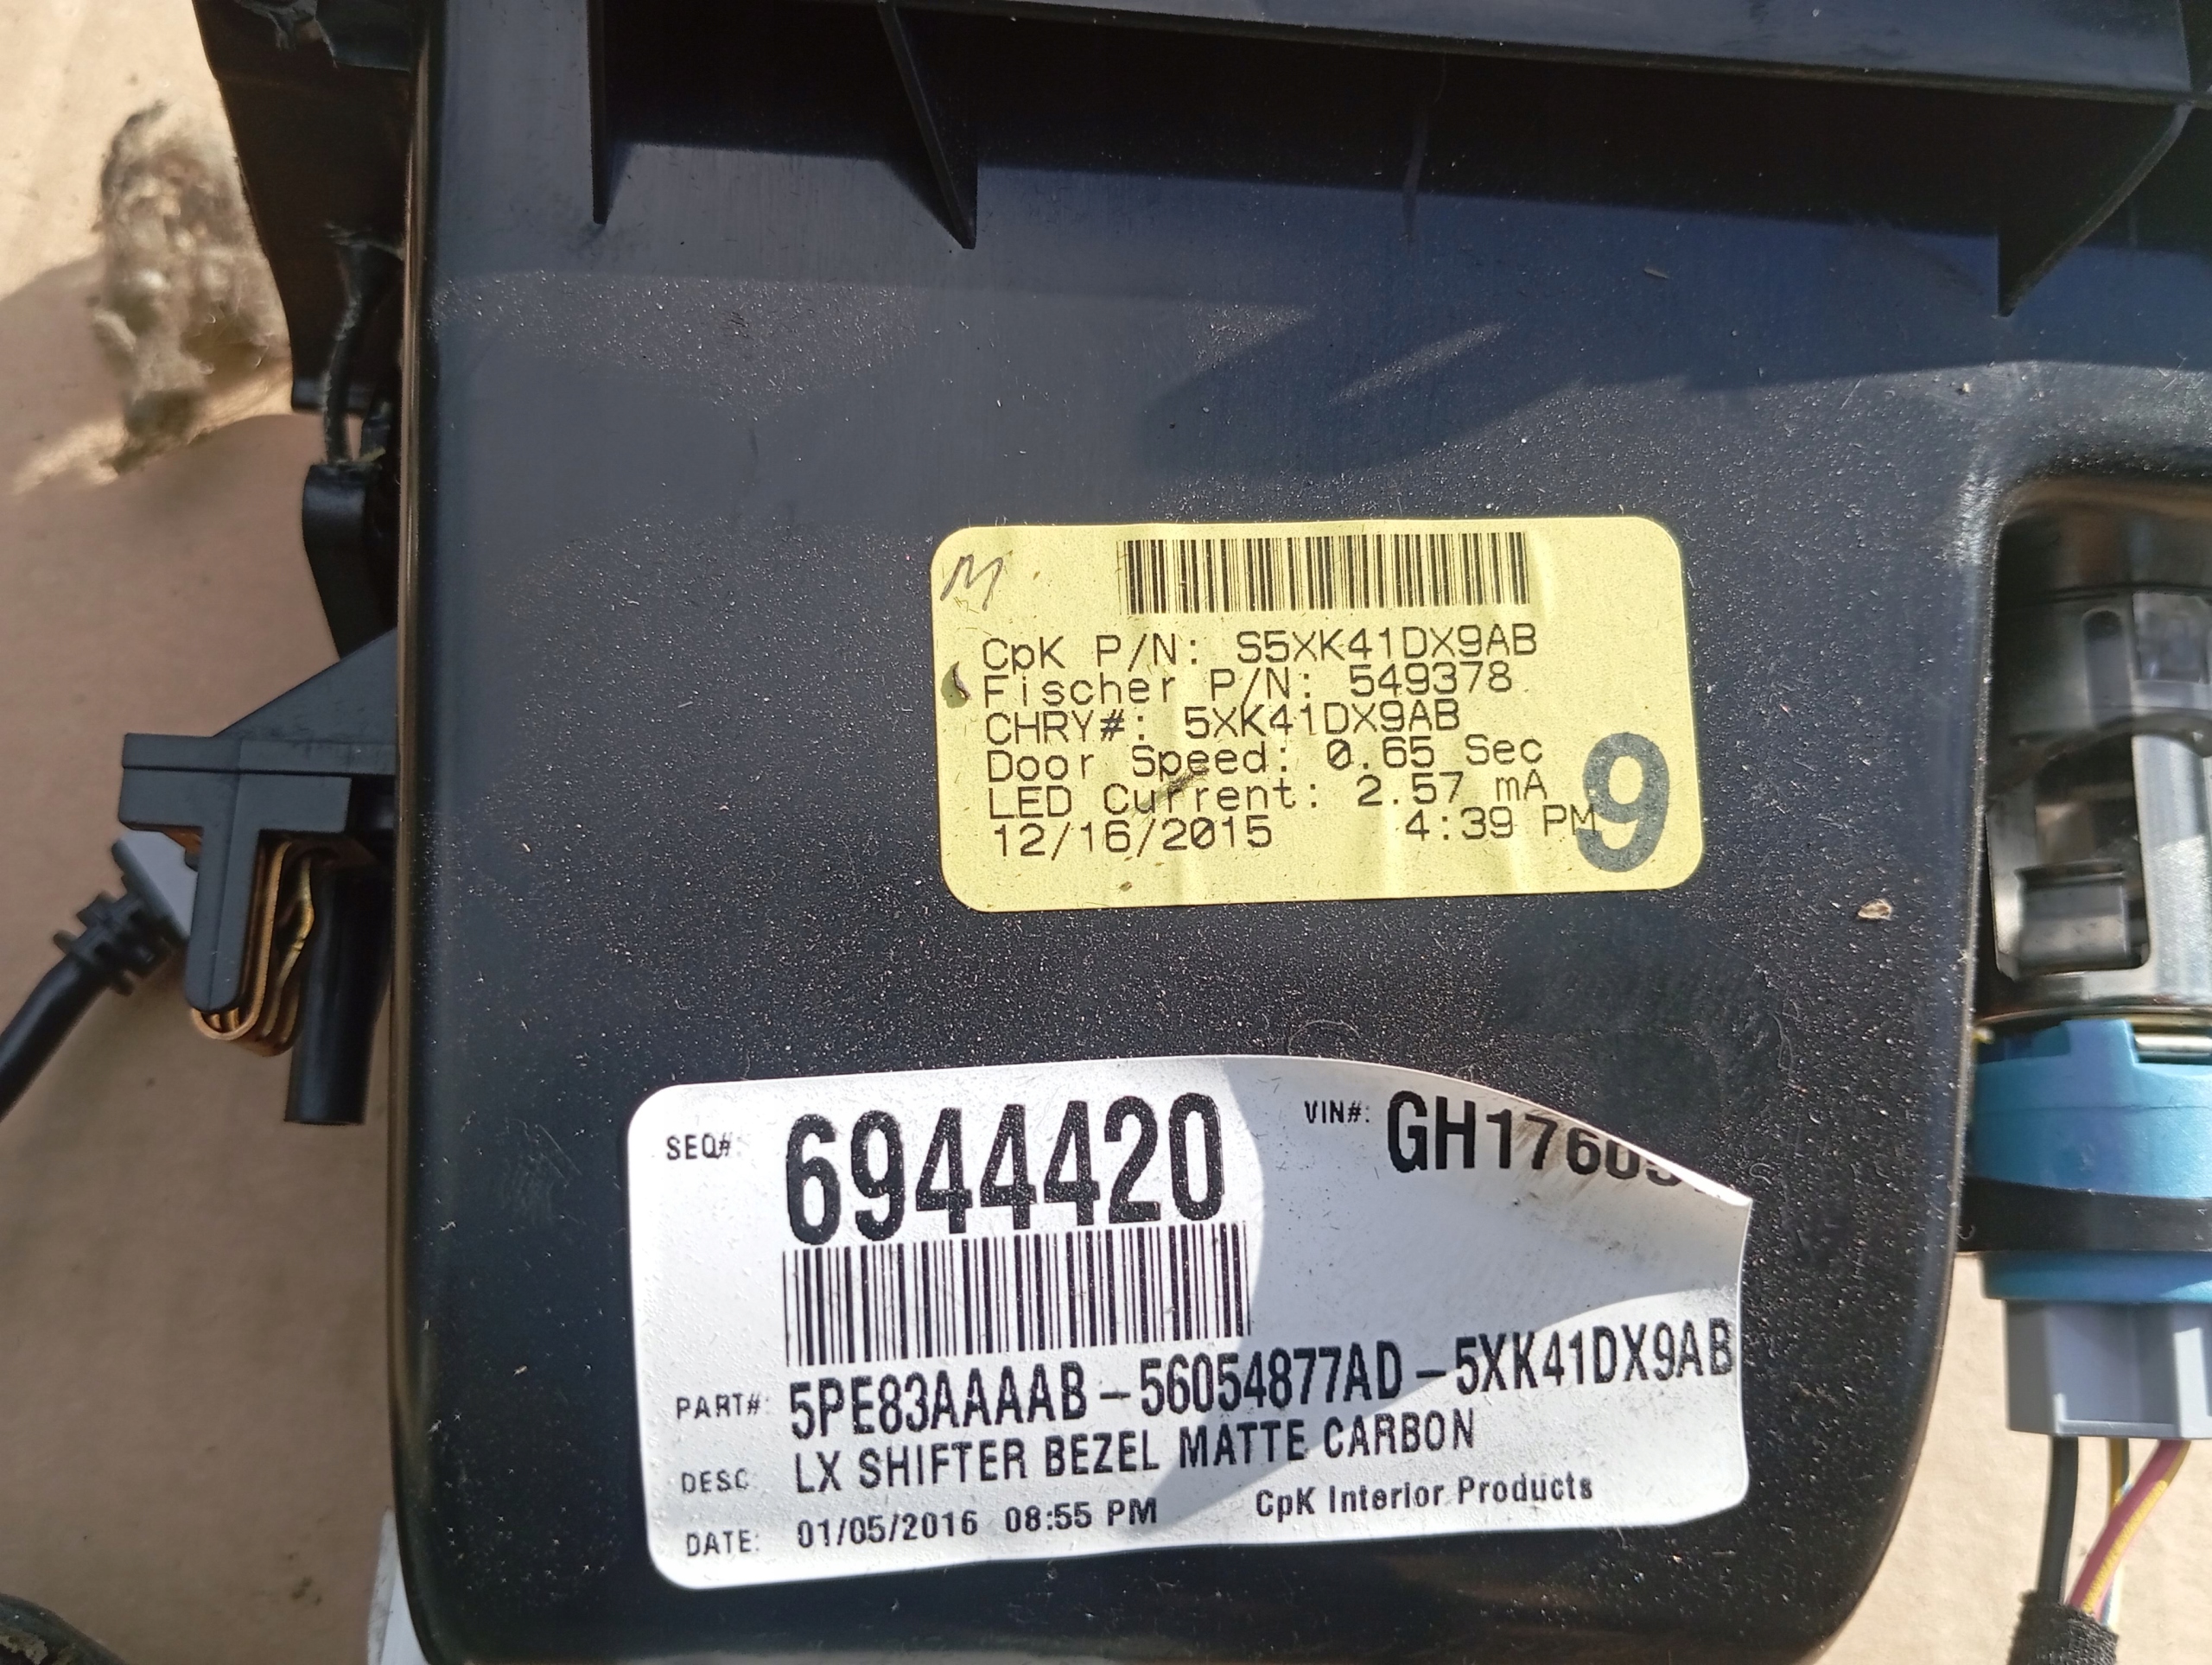 M
CpK P/N: S5XK41DX9AB
Fischer P/N: 549378
CHRY#: 5XK41DX9AB
Door Speed: 0.65 Sec
LED Current: 2.57 mA
12/16/2015 4:39 PM
9
SEQ#: 6944420 VIN#:
PART#: 5PE83AAAAB - 56054877AD - 5XK41DX9AB
DESC LX SHIFTER BEZEL MATTE CARBON
DATE: 01/05/2016 08:55 PM CpK Interior Products